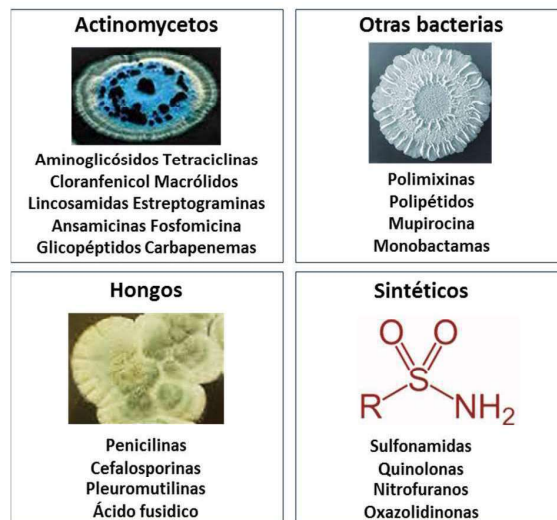 Actinomycetos
Aminoglicósidos Tetraciclinas
Cloranfenicol Macrólidos
Lincosamidas Estreptograminas
Ansamicinas Fosfomicina
Glicopéptidos Carbapenemas
Otras bacterias
Polimixinas
Polipétidos
Mupirocina
Monobactamas
Hongos
Penicilinas
Cefalosporinas
Pleuromutilinas
Ácido fusidico
Sintéticos
O O
S
R NH₂
Sulfonamidas
Quinolonas
Nitrofuranos
Oxazolidinonas